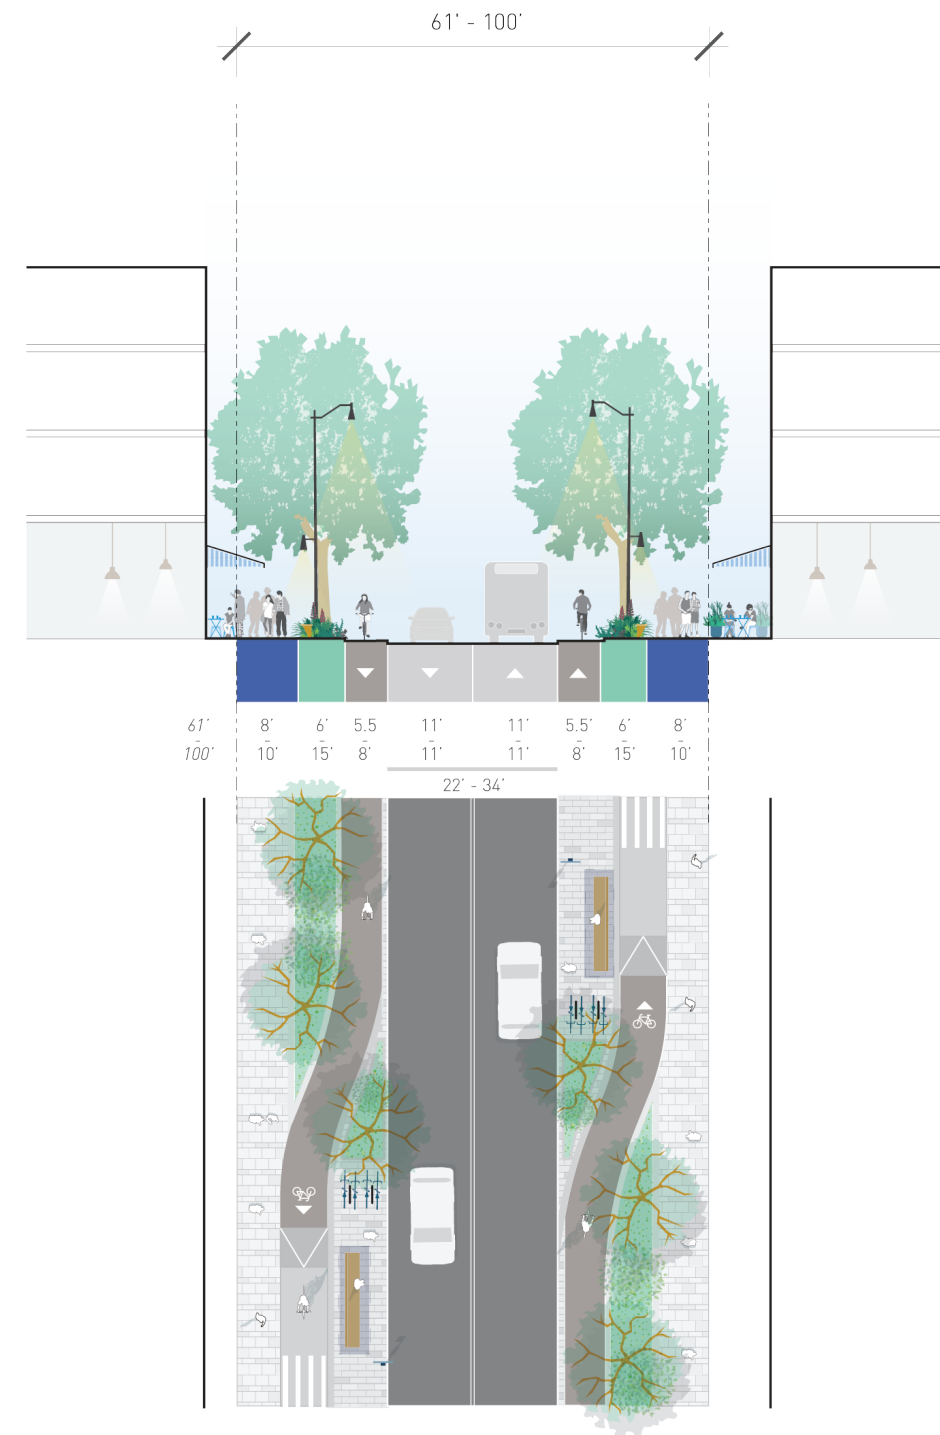 61' - 100'
61' 8' 6' 5.5 11' 11' 5.5' 6' 8'
- - - - - - - - -
100' 10' 15' 8' 11' 11' 8' 15' 10'
22' - 34'